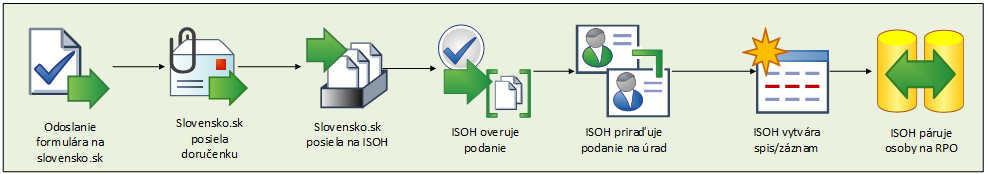 Odoslanie
formulára na
slovensko.sk
Slovensko.sk
posiela
doručenku
Slovensko.sk
posiela na ISOH
ISOH overuje
podanie
ISOH priraďuje
podanie na úrad
ISOH vytvára
spis/záznam
ISOH páruje
osoby na RPO